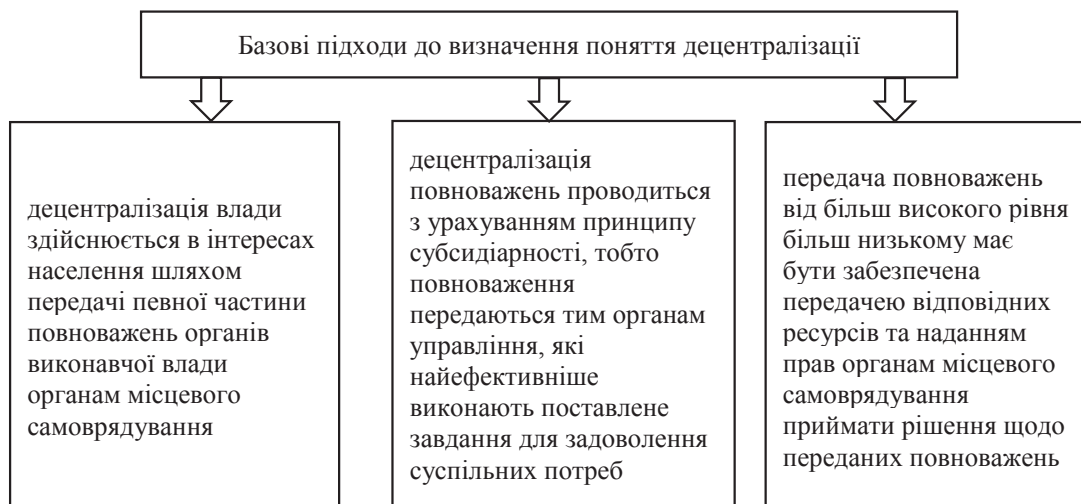 Базові підходи до визначення поняття децентралізації
децентралізація влади
здійснюється в інтересах
населення шляхом
передачі певної частини
повноважень органів
виконавчої влади
органам місцевого
самоврядування
децентралізація
повноважень проводиться
з урахуванням принципу
субсидіарності, тобто
повноваження
передаються тим органам
управління, які
найефективніше
виконають поставлене
завдання для задоволення
суспільних потреб
передача повноважень
від більш високого рівня
більш низькому має
бути забезпечена
передачею відповідних
ресурсів та наданням
прав органам місцевого
самоврядування
приймати рішення щодо
переданих повноважень